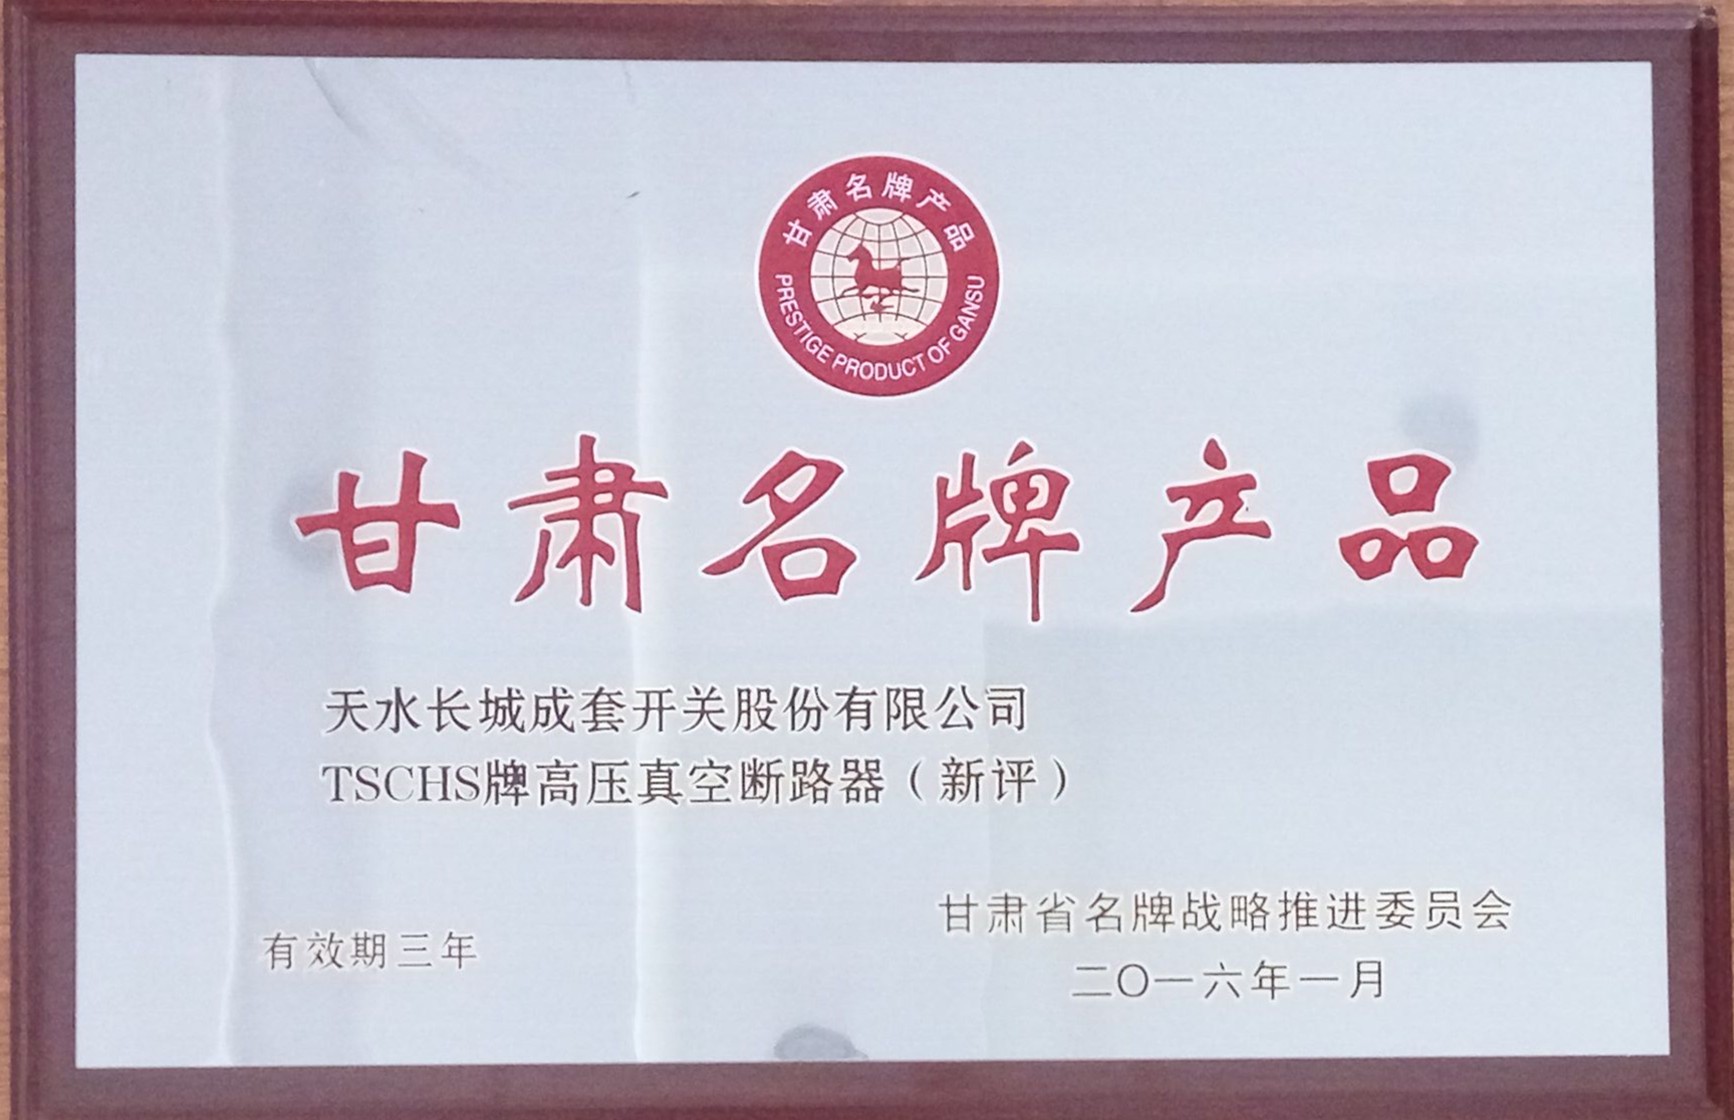 甘肃名牌产品
PRESTIGE PRODUCT OF GANSU
甘肃名牌产品
天水长城成套开关股份有限公司
TSCHS牌高压真空断路器（新评）
有效期三年
甘肃省名牌战略推进委员会
二〇一六年一月